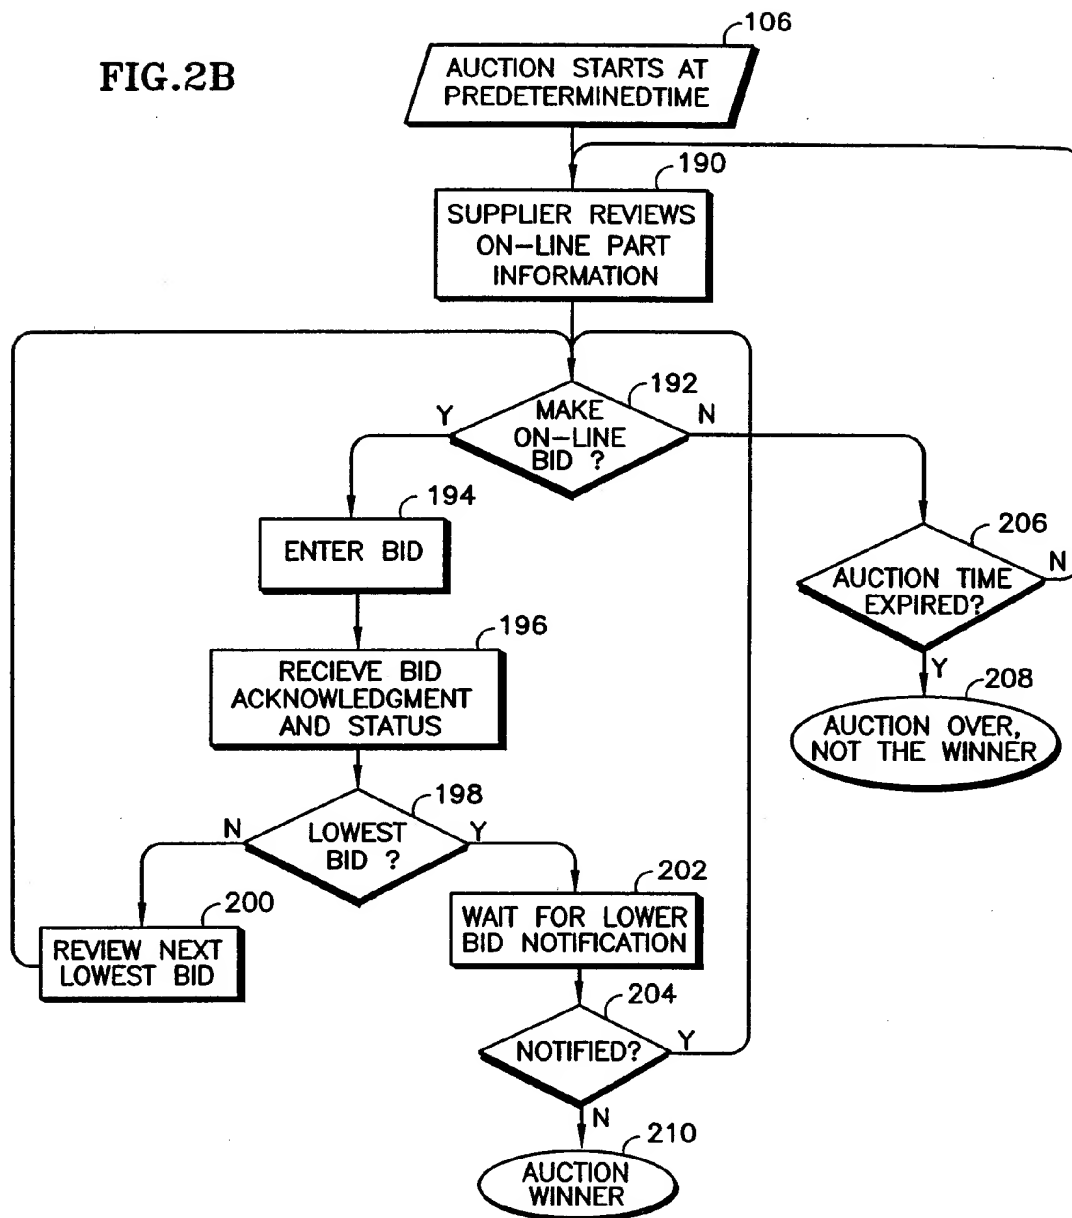 FIG.2B
106
AUCTION STARTS AT
PREDETERMINEDTIME
190
SUPPLIER REVIEWS
ON-LINE PART
INFORMATION
192
MAKE
ON-LINE
BID ?
Y
N
194
ENTER BID
206
AUCTION TIME
EXPIRED?
N
Y
196
RECIEVE BID
ACKNOWLEDGMENT
AND STATUS
208
AUCTION OVER,
NOT THE WINNER
198
LOWEST
BID ?
N
Y
200
REVIEW NEXT
LOWEST BID
202
WAIT FOR LOWER
BID NOTIFICATION
204
NOTIFIED?
Y
N
210
AUCTION
WINNER